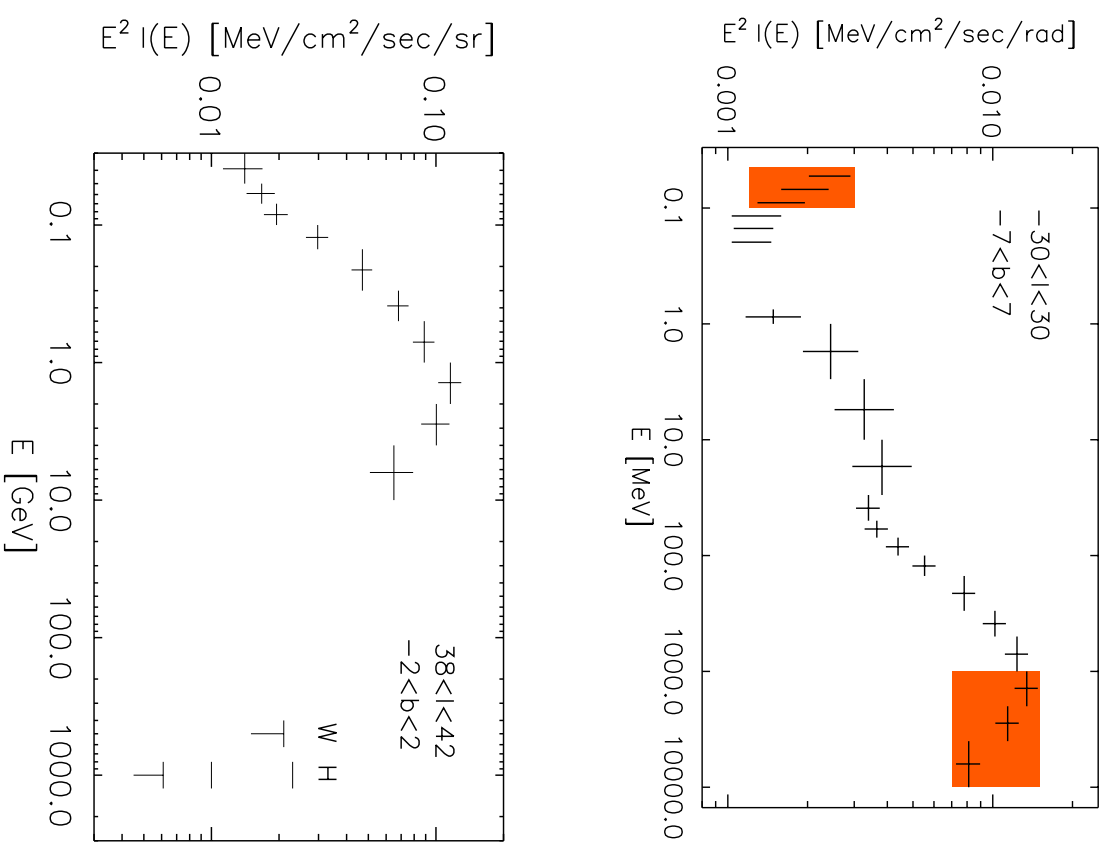 E² I(E) [MeV/cm²/sec/rad]
0.010
0.001
-30<l<30
-7<b<7
0.1 1.0 10.0 100.0 1000.0 10000.0
E [MeV]
E² I(E) [MeV/cm²/sec/sr]
0.10
0.01
38<l<42
-2<b<2
W H
0.1 1.0 10.0 100.0 1000.0
E [GeV]